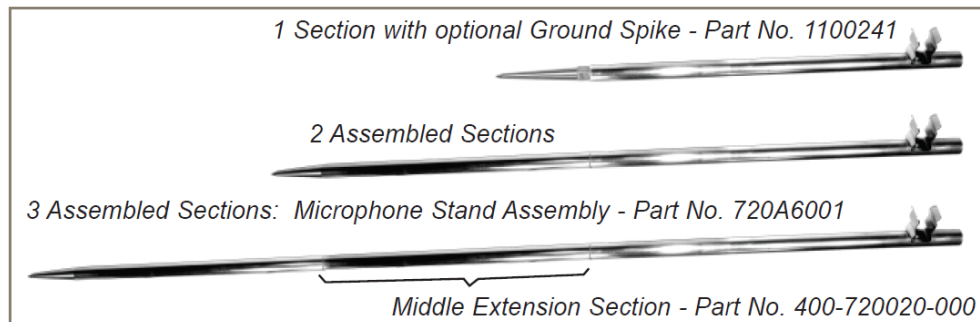 1 Section with optional Ground Spike - Part No. 1100241
2 Assembled Sections
3 Assembled Sections:  Microphone Stand Assembly - Part No. 720A6001
Middle Extension Section - Part No. 400-720020-000